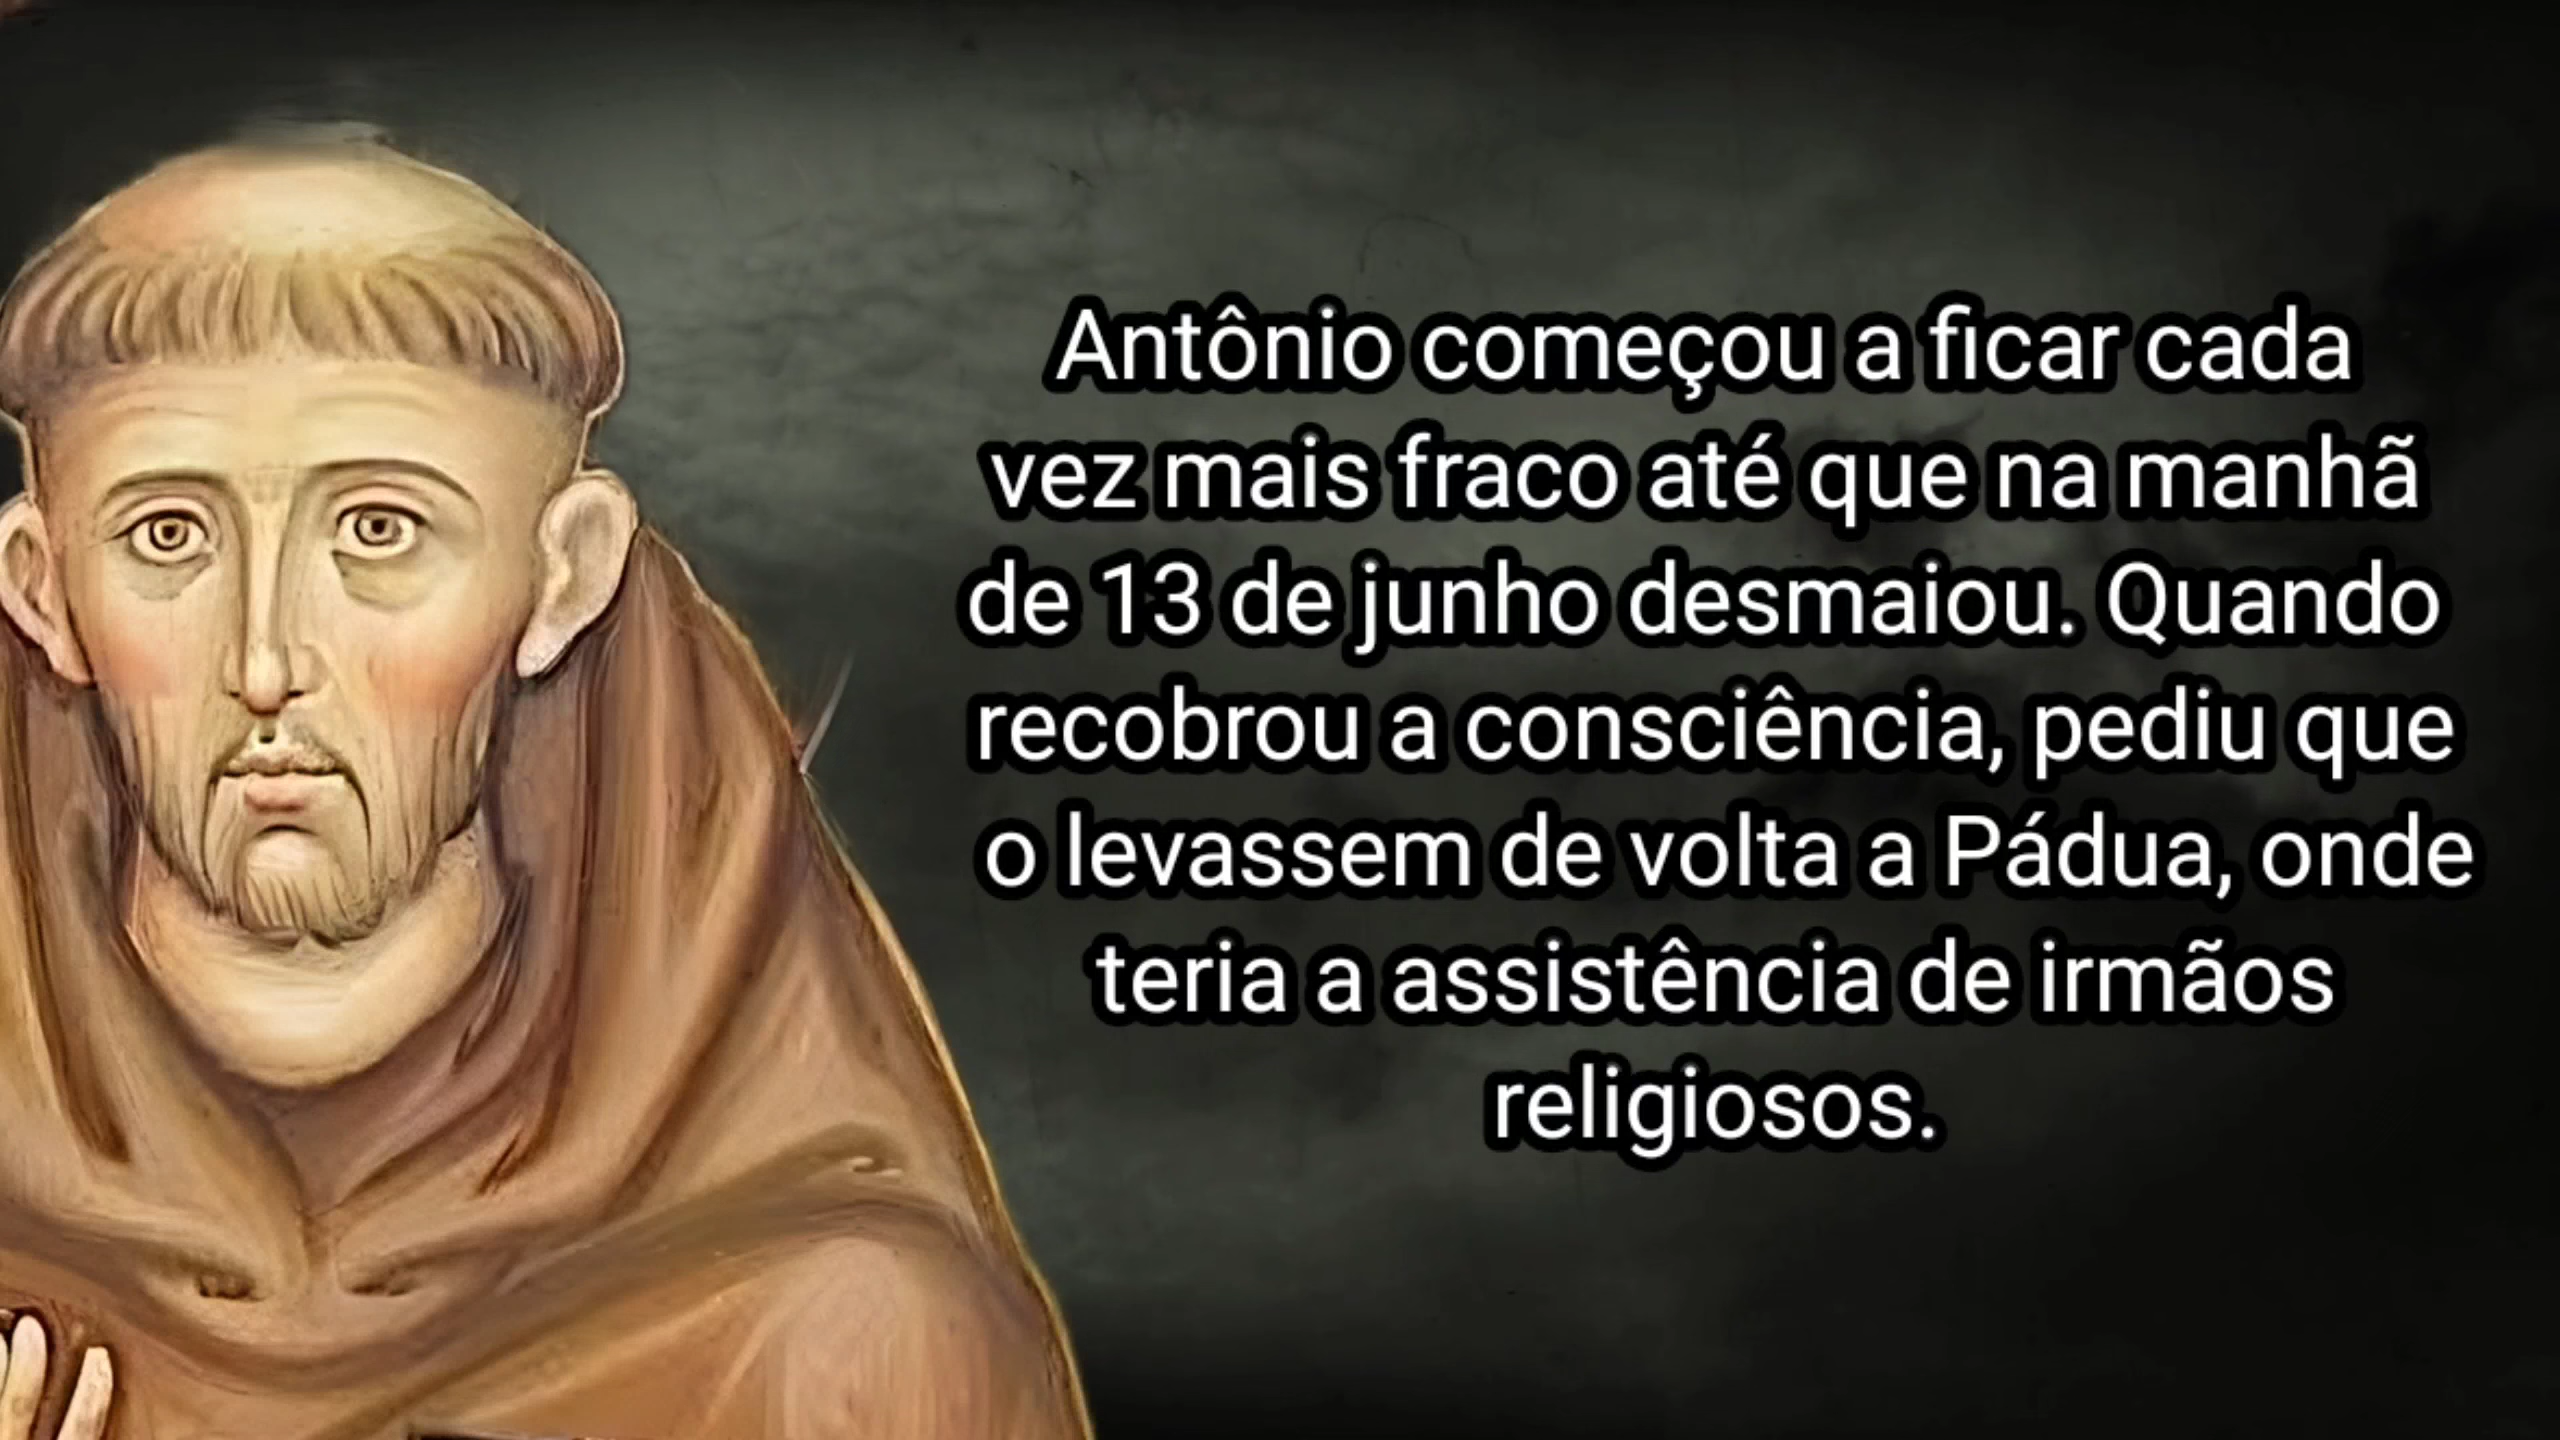 Antônio começou a ficar cada
vez mais fraco até que na manhã
de 13 de junho desmaiou. Quando
recobrou a consciência, pediu que
o levassem de volta a Pádua, onde
teria a assistência de irmãos
religiosos.